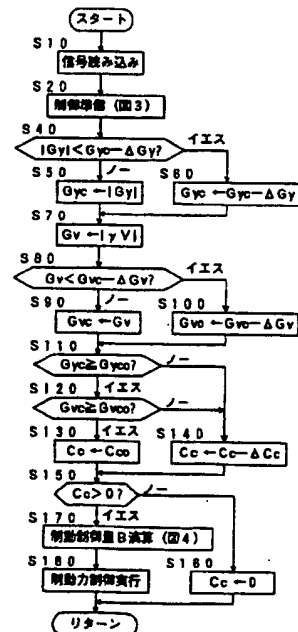 スタート
S10
信号読み込み
S20
制御準備 (図3)
S40
|Gy|<Gyc-ΔGy?
イエス
S50
ノー
S60
Gyc←|Gy|
Gyc←Gyc-ΔGy
S70
Gv←|γV|
S80
Gv<Gvc-ΔGv?
イエス
S90
ノー
S100
Gvc←Gv
Gvc←Gvc-ΔGv
S110
Gyc≧Gyco?
ノー
S120
イエス
Gvc≧Gvco?
ノー
S130
イエス
S140
Cc←Cco
Cc←Cc-ΔCc
S150
Cc>0?
ノー
S170
イエス
制動制御量B演算 (図4)
S180
S160
制動力制御実行
Cc←0
リターン